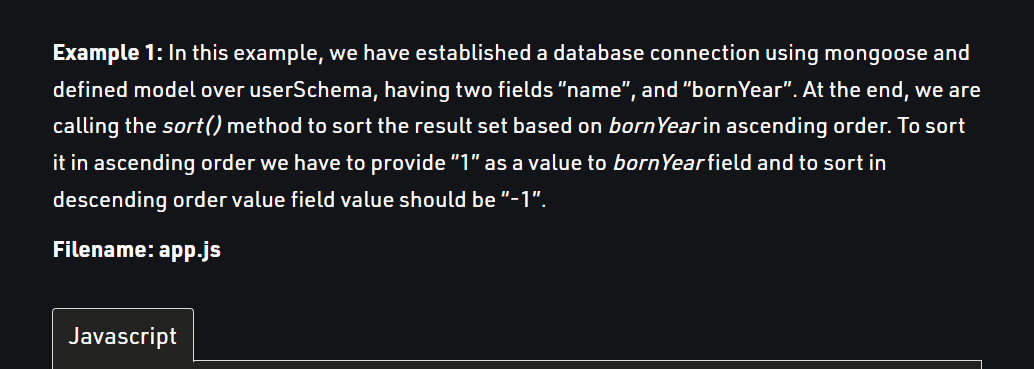 Example 1: In this example, we have established a database connection using mongoose and
defined model over userSchema, having two fields “name”, and “bornYear”. At the end, we are
calling the sort() method to sort the result set based on bornYear in ascending order. To sort
it in ascending order we have to provide “1” as a value to bornYear field and to sort in
descending order value field value should be “-1”.
Filename: app.js
Javascript